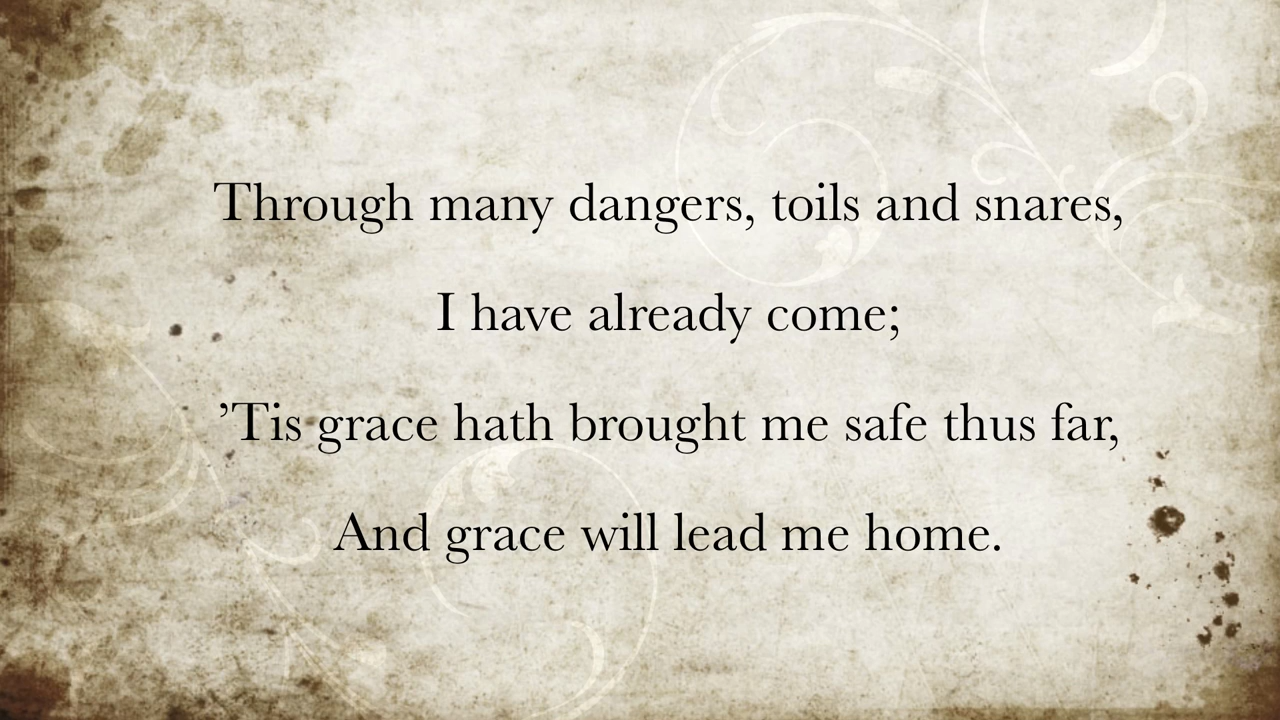 Through many dangers, toils and snares,
I have already come;
’Tis grace hath brought me safe thus far,
And grace will lead me home.